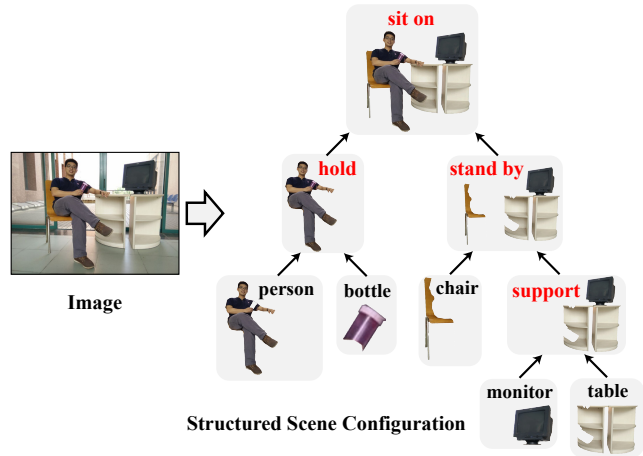 sit on
hold
stand by
person
bottle
chair
support
Image
monitor
table
Structured Scene Configuration